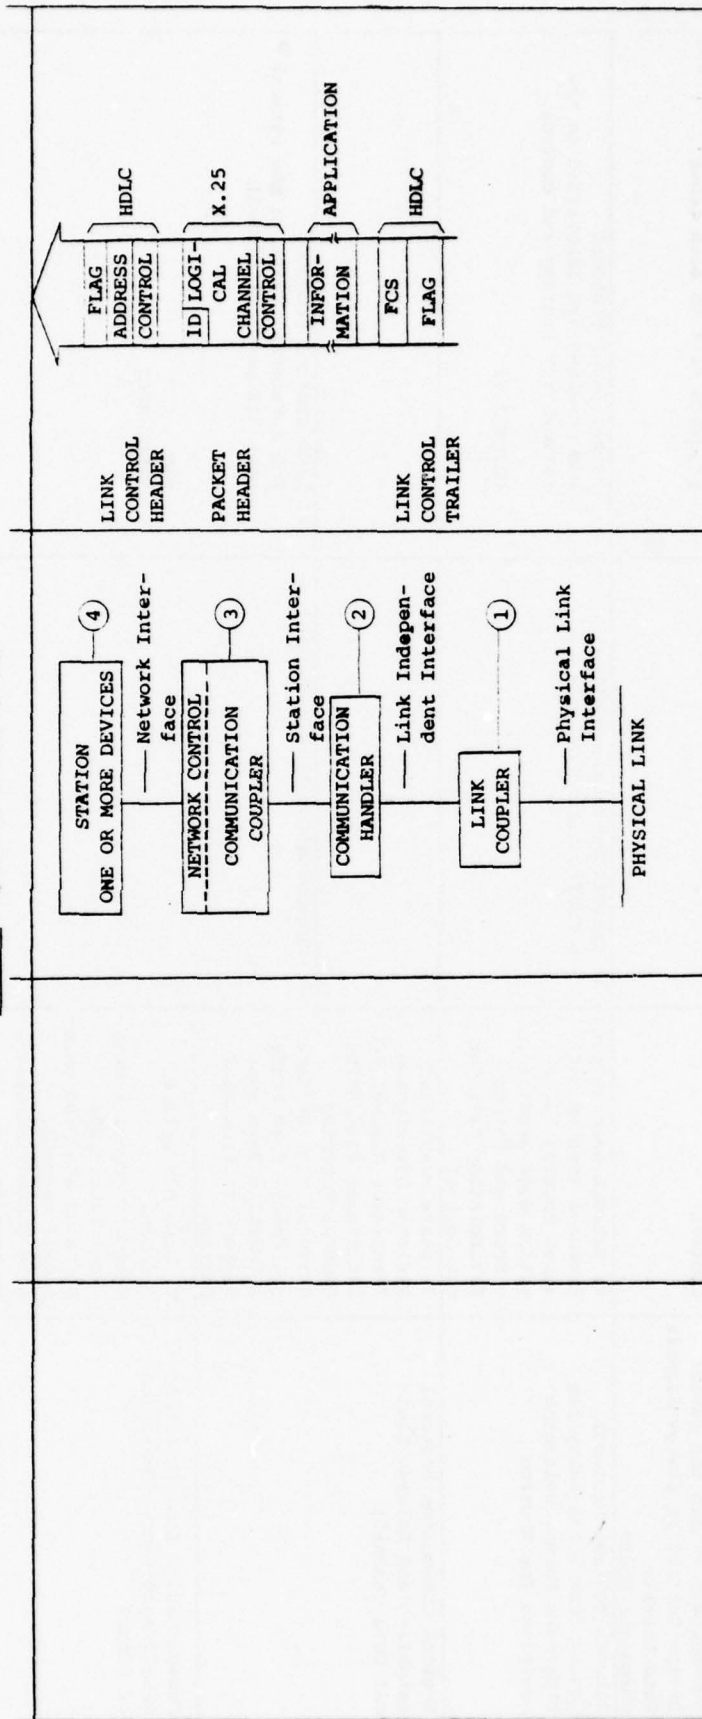 STATION
ONE OR MORE DEVICES
4
Network Inter-
face
NETWORK CONTROL
COMMUNICATION
COUPLER
3
Station Inter-
face
COMMUNICATION
HANDLER
2
Link Indepen-
dent Interface
LINK
COUPLER
1
Physical Link
Interface
PHYSICAL LINK
LINK
CONTROL
HEADER
PACKET
HEADER
LINK
CONTROL
TRAILER
FLAG
ADDRESS
CONTROL
HDLC
ID LOGI-
CAL
CHANNEL
CONTROL
X.25
INFOR-
MATION
APPLICATION
FCS
FLAG
HDLC